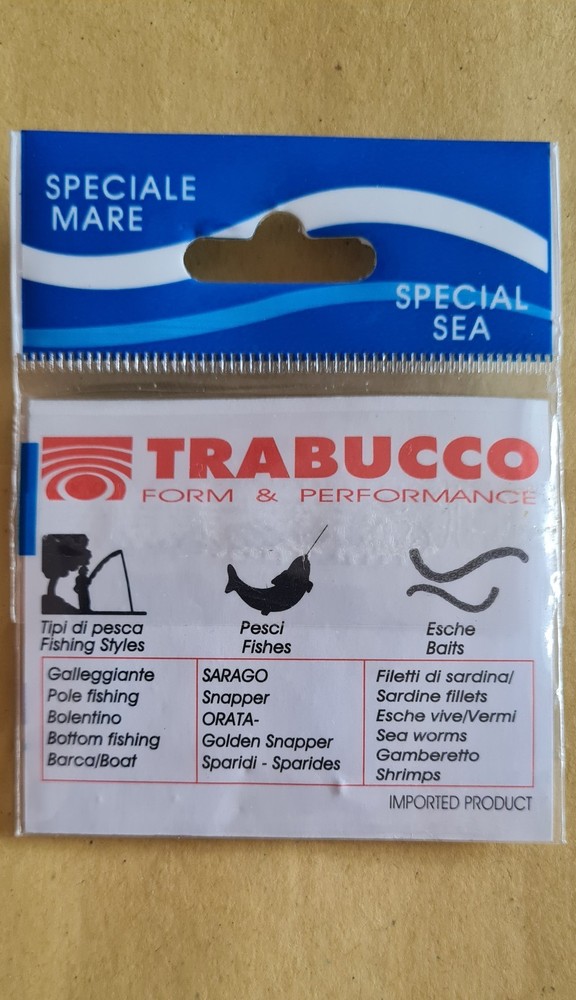 SPECIALE
MARE
SPECIAL
SEA
TRABUCCO
FORM & PERFORMANCE
Tipi di pesca
Fishing Styles
Pesci
Fishes
Esche
Baits
Galleggiante
Pole fishing
Bolentino
Bottom fishing
Barca/Boat
SARAGO
Snapper
ORATA-
Golden Snapper
Sparidi - Sparides
Filetti di sardina/
Sardine fillets
Esche vive/Vermi
Sea worms
Gamberetto
Shrimps
IMPORTED PRODUCT